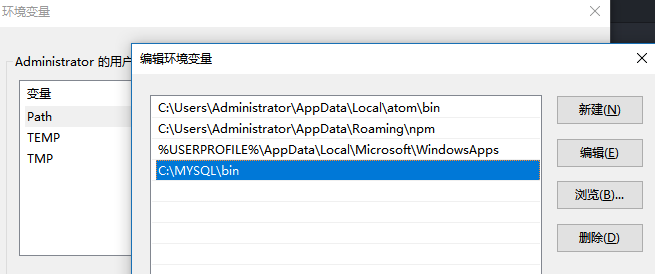 环境变量
编辑环境变量
Administrator 的用户
变量
Path
TEMP
TMP
C:\Users\Administrator\AppData\Local\atom\bin
C:\Users\Administrator\AppData\Roaming\npm
%USERPROFILE%\AppData\Local\Microsoft\WindowsApps
C:\MYSQL\bin
新建(N)
编辑(E)
浏览(B)...
删除(D)